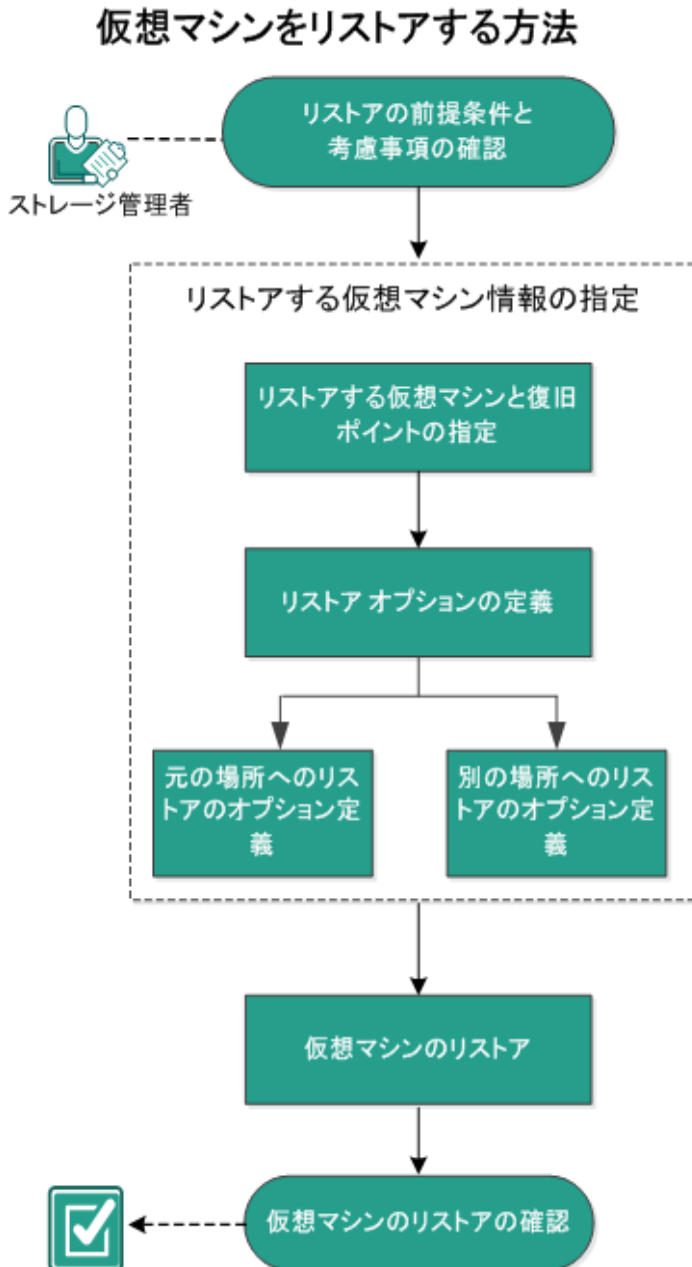 仮想マシンをリストアする方法
リストアの前提条件と
考慮事項の確認
ストレージ管理者
リストアする仮想マシン情報の指定
リストアする仮想マシンと復旧
ポイントの指定
リストア オプションの定義
元の場所へのリス
トアのオプション定
義
別の場所へのリス
トアのオプション定
義
仮想マシンのリストア
仮想マシンのリストアの確認